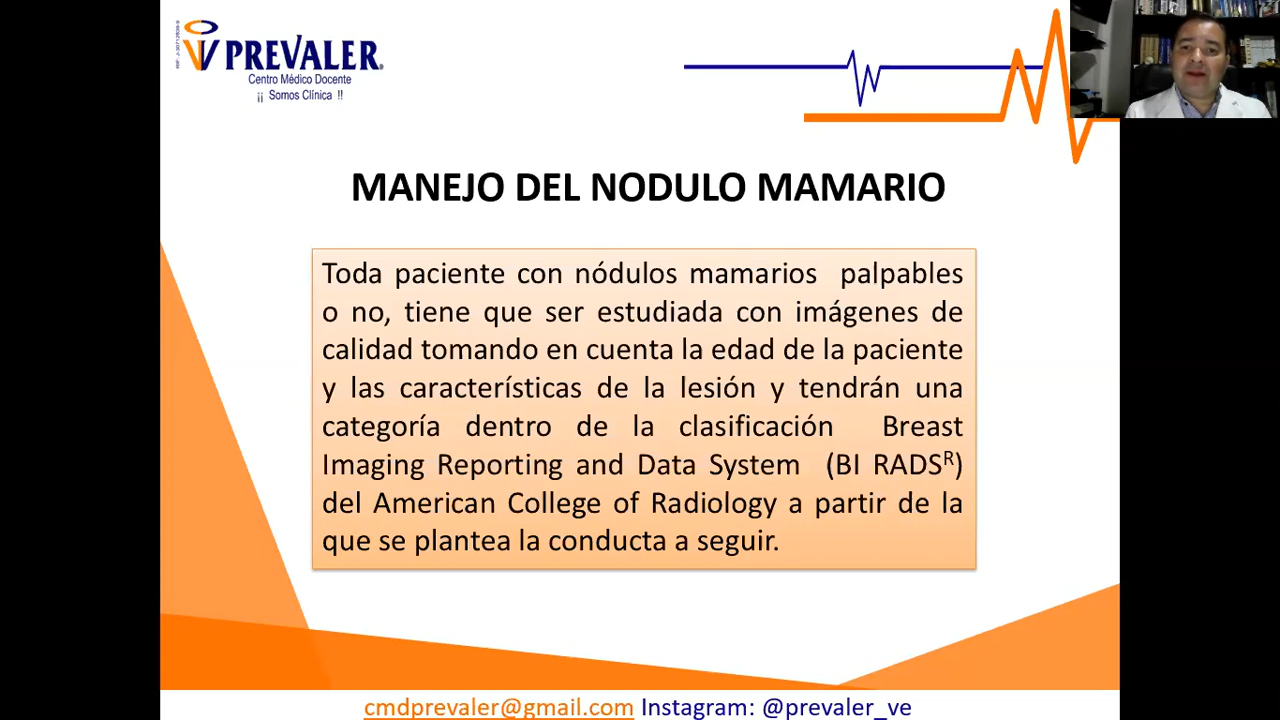 PREVALER
Centro Médico Docente
¡¡ Somos Clínica !!
MANEJO DEL NODULO MAMARIO
Toda paciente con nódulos mamarios palpables
o no, tiene que ser estudiada con imágenes de
calidad tomando en cuenta la edad de la paciente
y las características de la lesión y tendrán una
categoría dentro de la clasificación Breast
Imaging Reporting and Data System (BI RADSᴿ)
del American College of Radiology a partir de la
que se plantea la conducta a seguir.
cmdprevaler@gmail.com Instagram: @prevaler_ve